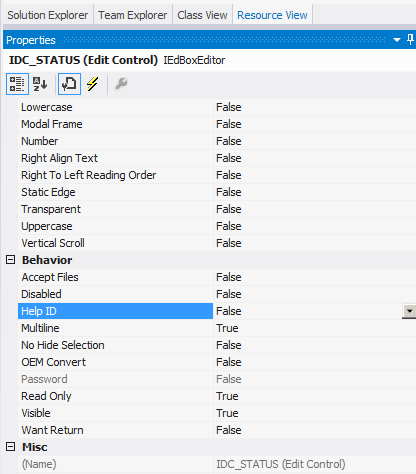 Solution Explorer Team Explorer Class View Resource View
Properties
IDC_STATUS (Edit Control) IEdBoxEditor
Lowercase False
Modal Frame False
Number False
Right Align Text False
Right To Left Reading Order False
Static Edge False
Transparent False
Uppercase False
Vertical Scroll False
Behavior
Accept Files False
Disabled False
Help ID False
Multiline True
No Hide Selection False
OEM Convert False
Password False
Read Only True
Visible True
Want Return False
Misc
(Name) IDC_STATUS (Edit Control)